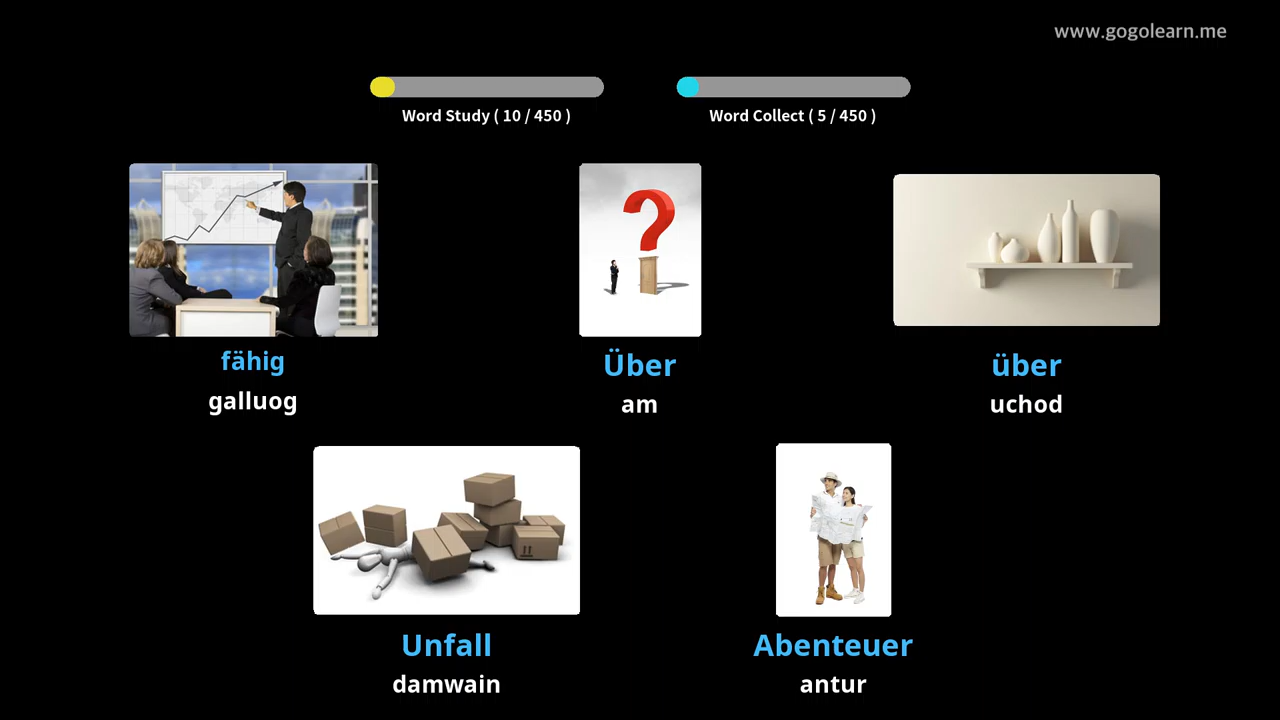 www.gogolearn.me
Word Study ( 10 / 450 )
Word Collect ( 5 / 450 )
fähig
galluog
Über
am
über
uchod
Unfall
damwain
Abenteuer
antur